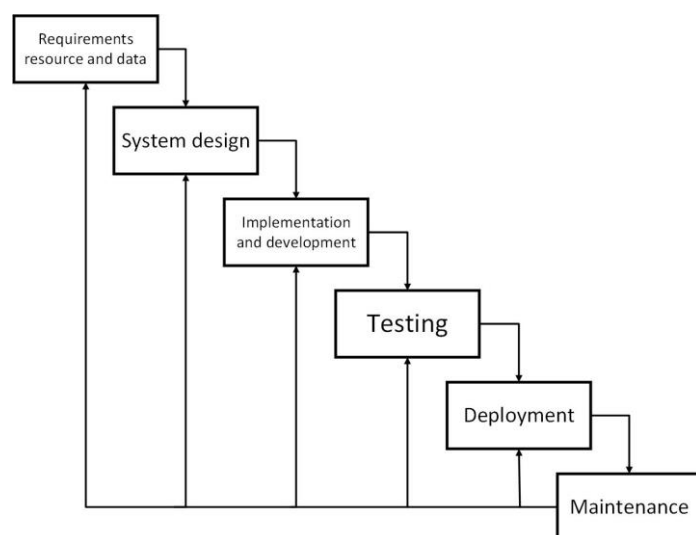 Requirements
resource and data
System design
Implementation
and development
Testing
Deployment
Maintenance